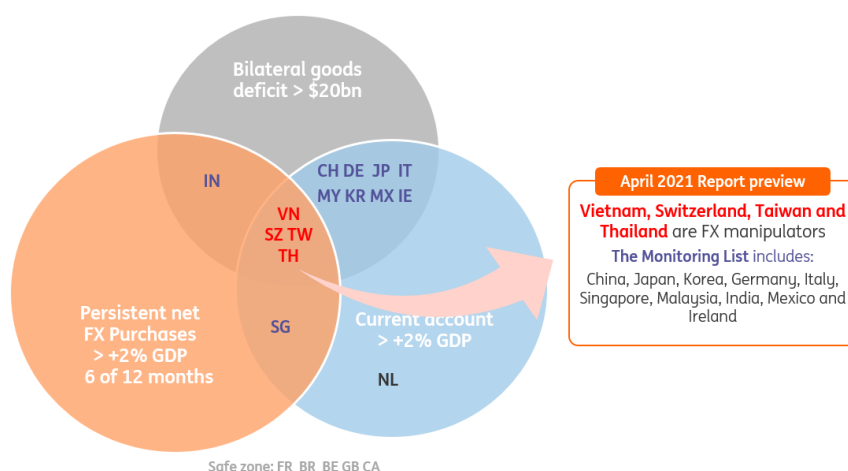 Bilateral goods
deficit > $20bn
IN
CH DE JP IT
MY KR MX IE
VN
SZ TW
TH
Persistent net
FX Purchases
> +2% GDP
6 of 12 months
SG
Current account
> +2% GDP
NL
Safe zone: FR BR BE GB CA
April 2021 Report preview
Vietnam, Switzerland, Taiwan and
Thailand are FX manipulators
The Monitoring List includes:
China, Japan, Korea, Germany, Italy,
Singapore, Malaysia, India, Mexico and
Ireland